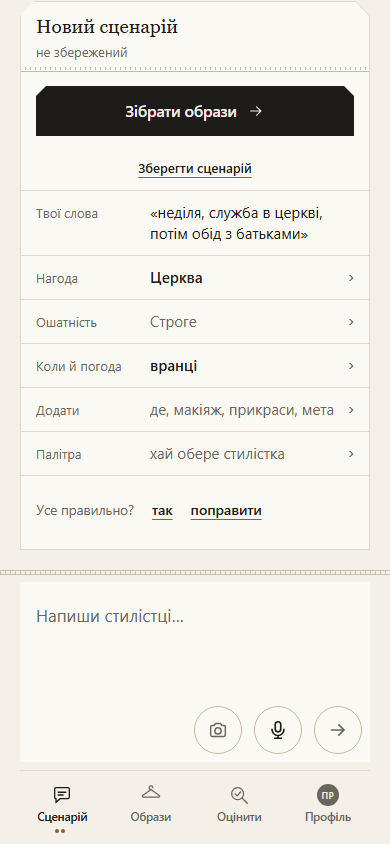 Новий сценарій
не збережений
Зібрати образи →
Зберегти сценарій
Твої слова «неділя, служба в церкві,
потім обід з батьками»
Нагода Церква ›
Ошатність Строге ›
Коли й погода вранці ›
Додати де, макіяж, прикраси, мета ›
Палітра хай обере стилістка ›
Усе правильно? так поправити
Напиши стилістці...
Сценарій Образи Оцінити ПР Профіль